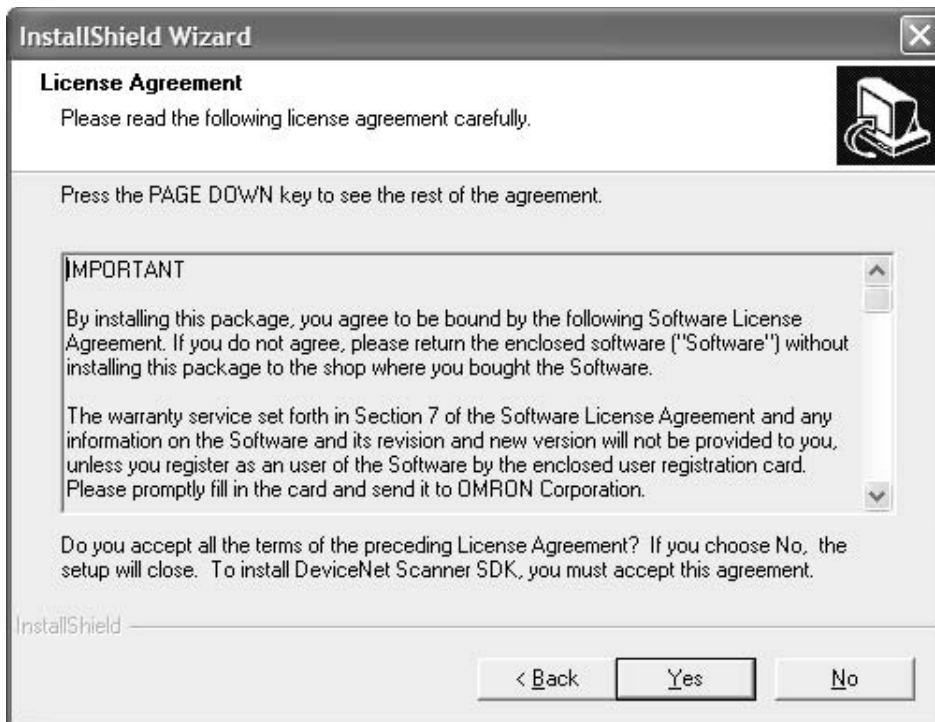 InstallShield Wizard
License Agreement
Please read the following license agreement carefully.
Press the PAGE DOWN key to see the rest of the agreement.
IMPORTANT
By installing this package, you agree to be bound by the following Software License
Agreement. If you do not agree, please return the enclosed software ("Software") without
installing this package to the shop where you bought the Software.
The warranty service set forth in Section 7 of the Software License Agreement and any
information on the Software and its revision and new version will not be provided to you,
unless you register as an user of the Software by the enclosed user registration card.
Please promptly fill in the card and send it to OMRON Corporation.
Do you accept all the terms of the preceding License Agreement? If you choose No, the
setup will close. To install DeviceNet Scanner SDK, you must accept this agreement.
InstallShield
< Back
Yes
No